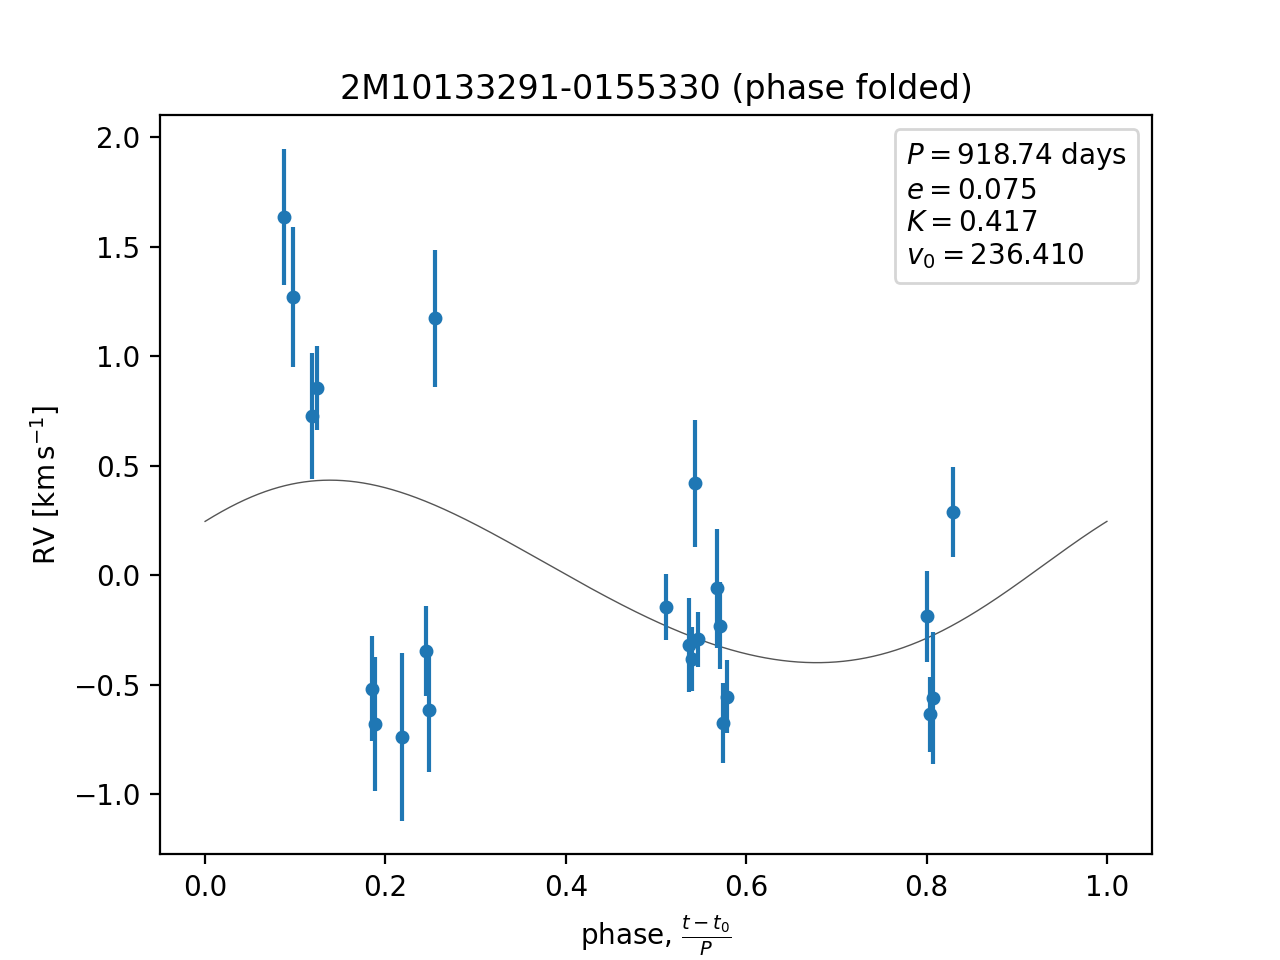 2M10133291-0155330 (phase folded)
P = 918.74 days
e = 0.075
K = 0.417
v₀ = 236.410
RV [km s⁻¹]
2.0
1.5
1.0
0.5
0.0
−0.5
−1.0
0.0 0.2 0.4 0.6 0.8 1.0
phase, (t − t₀)/P